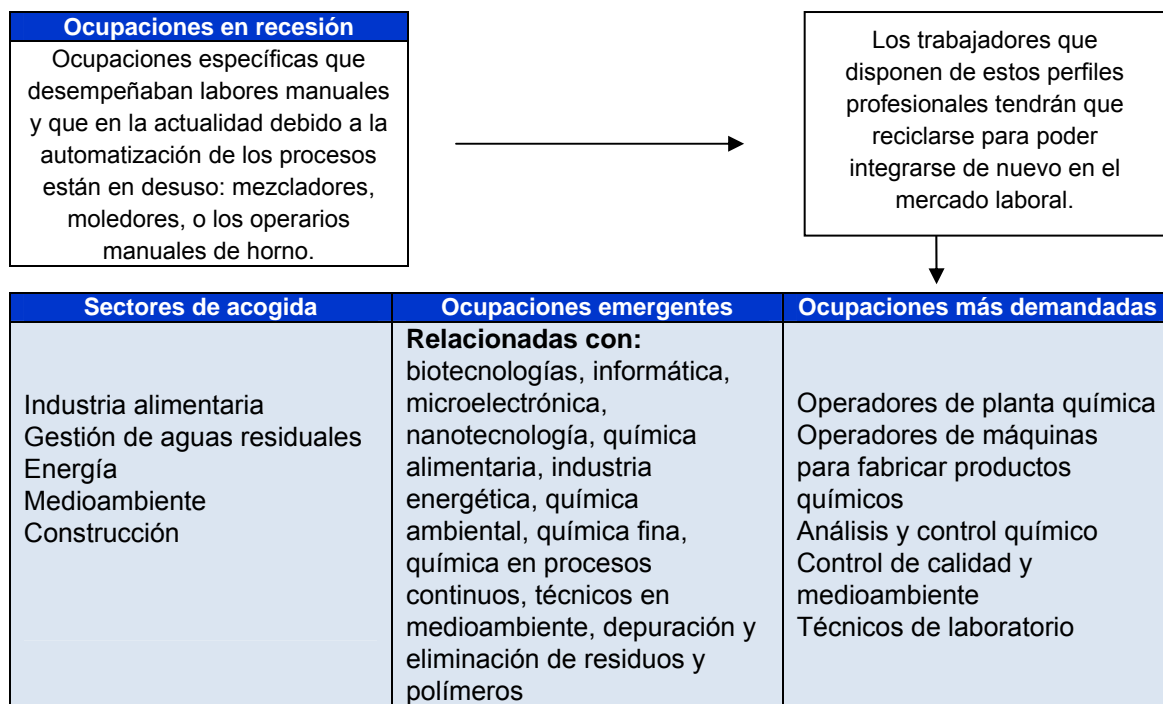 Ocupaciones en recesión
Ocupaciones específicas que
desempeñaban labores manuales
y que en la actualidad debido a la
automatización de los procesos
están en desuso: mezcladores,
moledores, o los operarios
manuales de horno.
Los trabajadores que
disponen de estos perfiles
profesionales tendrán que
reciclarse para poder
integrarse de nuevo en el
mercado laboral.
Sectores de acogida
Industria alimentaria
Gestión de aguas residuales
Energía
Medioambiente
Construcción
Ocupaciones emergentes
Relacionadas con:
biotecnologías, informática,
microelectrónica,
nanotecnología, química
alimentaria, industria
energética, química
ambiental, química fina,
química en procesos
continuos, técnicos en
medioambiente, depuración y
eliminación de residuos y
polímeros
Ocupaciones más demandadas
Operadores de planta química
Operadores de máquinas
para fabricar productos
químicos
Análisis y control químico
Control de calidad y
medioambiente
Técnicos de laboratorio